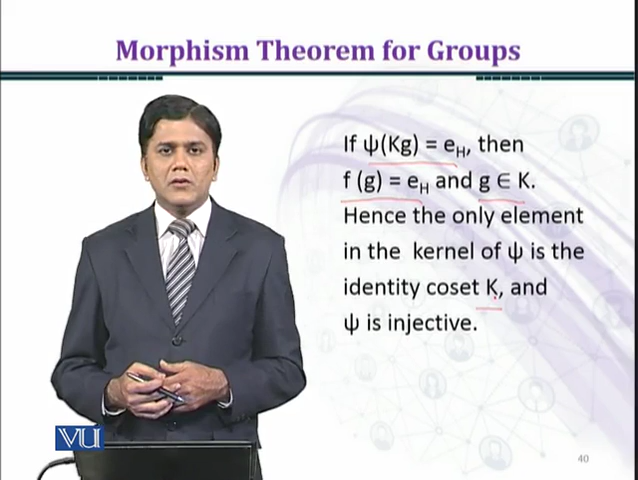 Morphism Theorem for Groups
If ψ(Kg) = eH, then
f (g) = eH and g ∈ K.
Hence the only element
in the kernel of ψ is the
identity coset K, and
ψ is injective.
VU
40